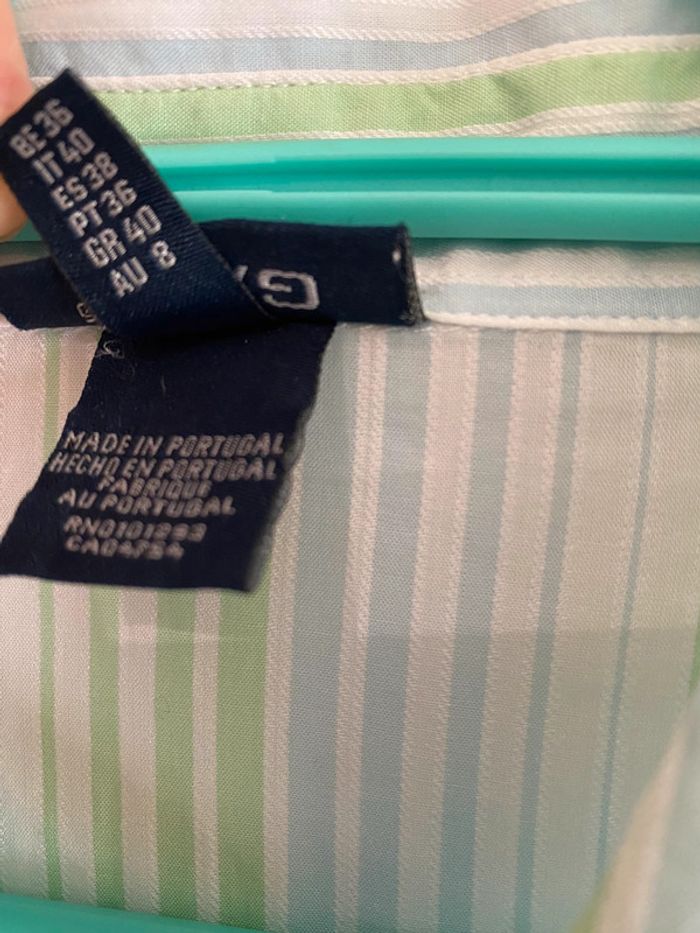 BE 36
IT 40
ES 38
PT 36
GR 40
AU 8
G
MADE IN PORTUGAL
HECHO EN PORTUGAL
FABRIQUE
AU PORTUGAL
RN0101293